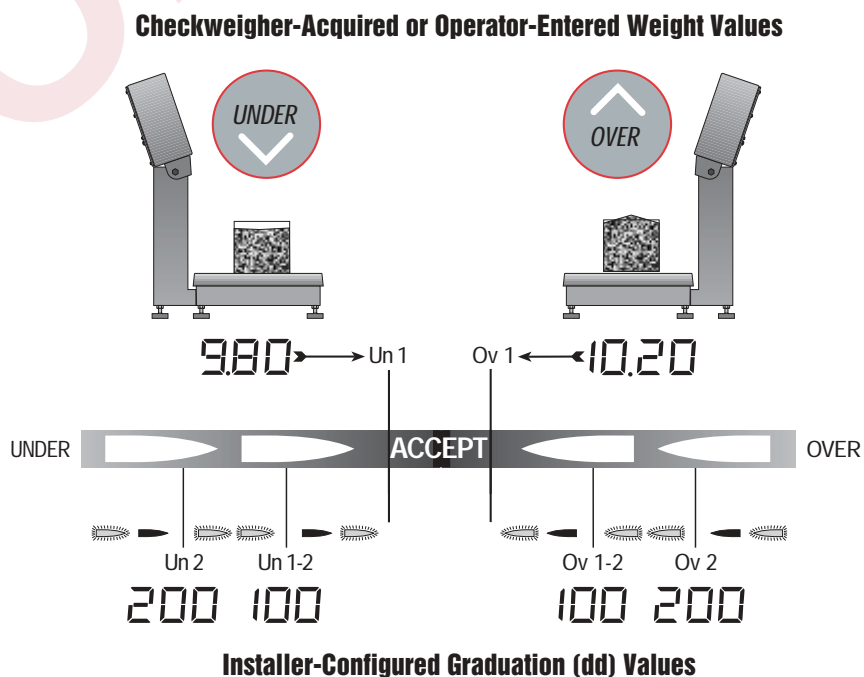 Checkweigher-Acquired or Operator-Entered Weight Values
UNDER
OVER
9.80
Un 1
Ov 1
10.20
UNDER
ACCEPT
OVER
Un 2
Un 1-2
Ov 1-2
Ov 2
200
100
100
200
Installer-Configured Graduation (dd) Values